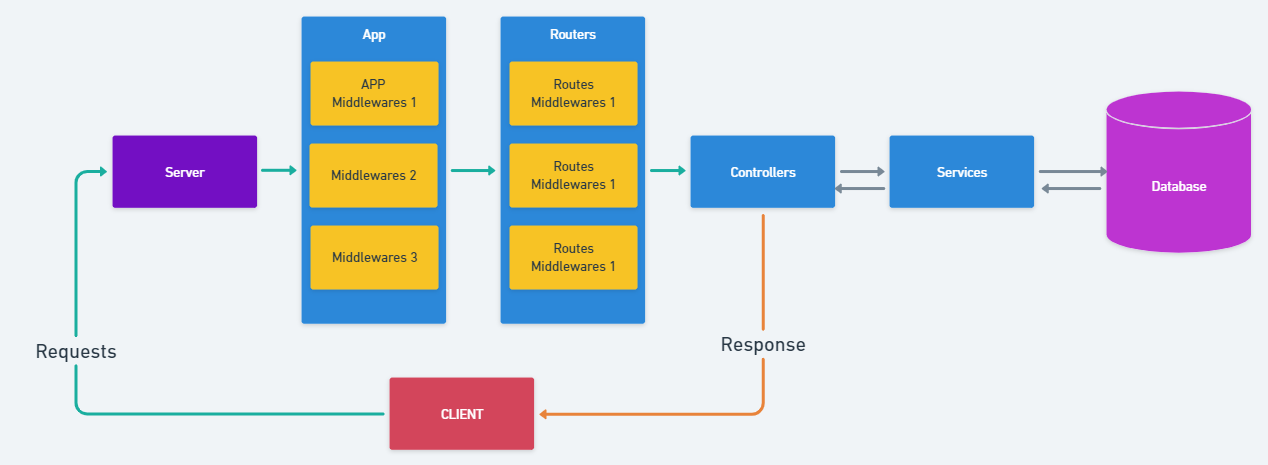 App
APP
Middlewares 1
Middlewares 2
Middlewares 3
Routers
Routes
Middlewares 1
Routes
Middlewares 1
Routes
Middlewares 1
Server
Controllers
Services
Database
Requests
Response
CLIENT